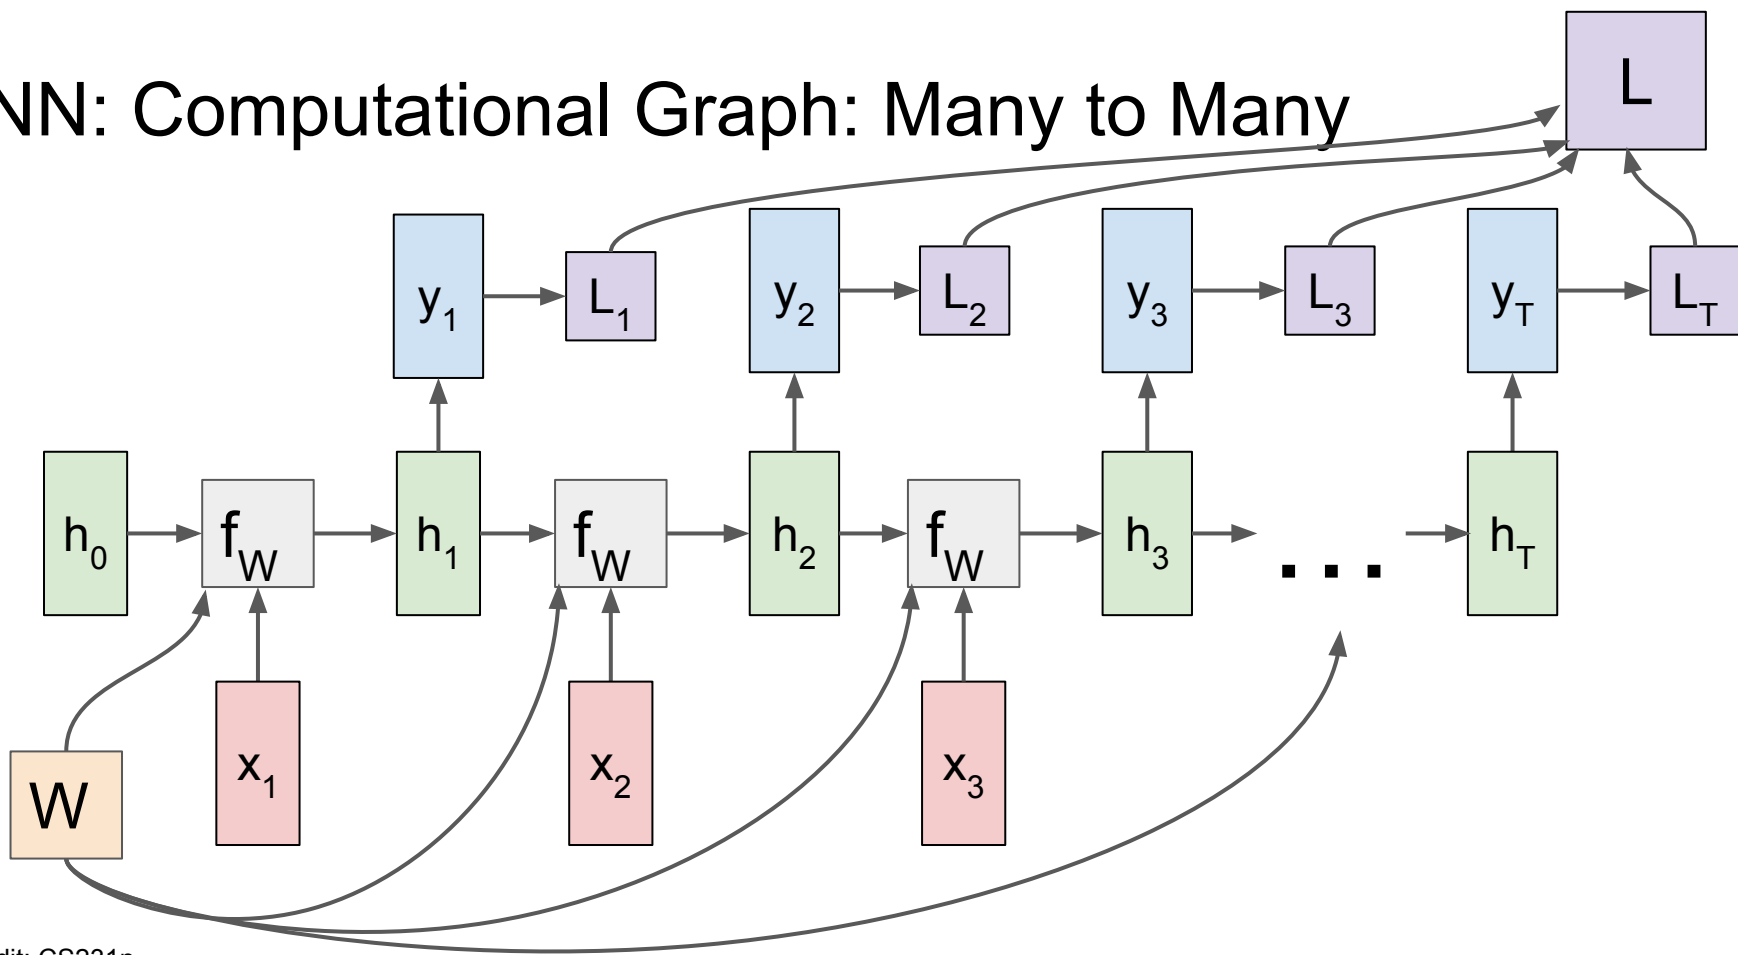 NN: Computational Graph: Many to Many
L
y1 L1 y2 L2 y3 L3 yT LT
h0 fW h1 fW h2 fW h3 ... hT
W x1 x2 x3